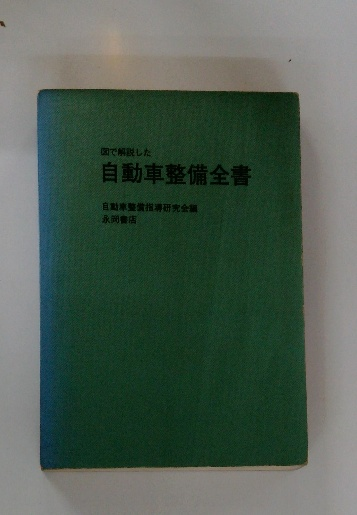 図で解説した
自動車整備全書
自動車整備指導研究会編
永岡書店